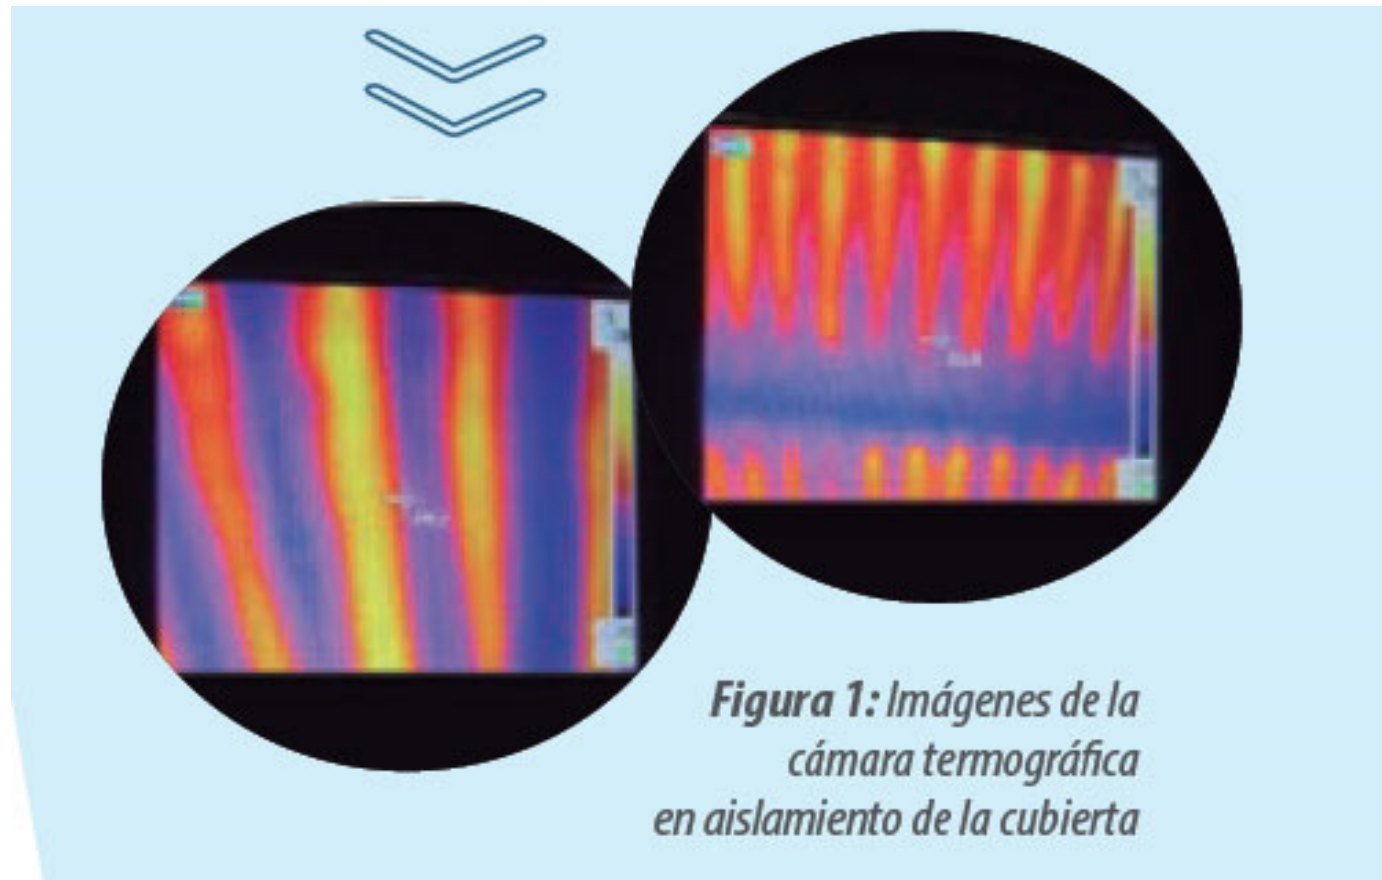 Figura 1: Imágenes de la
cámara termográfica
en aislamiento de la cubierta